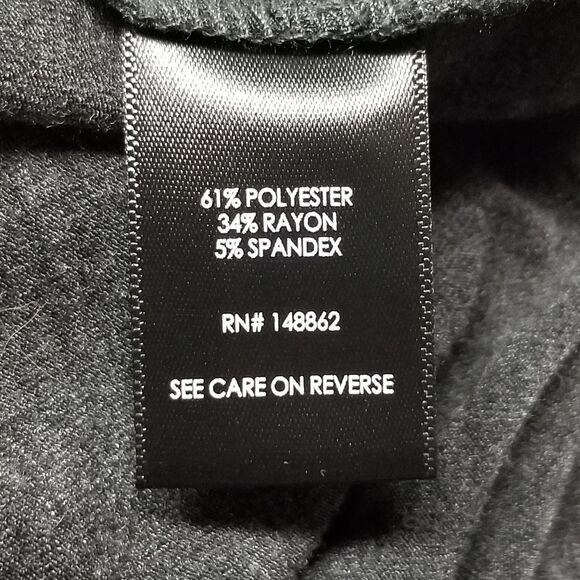 61% POLYESTER
34% RAYON
5% SPANDEX
RN# 148862
SEE CARE ON REVERSE